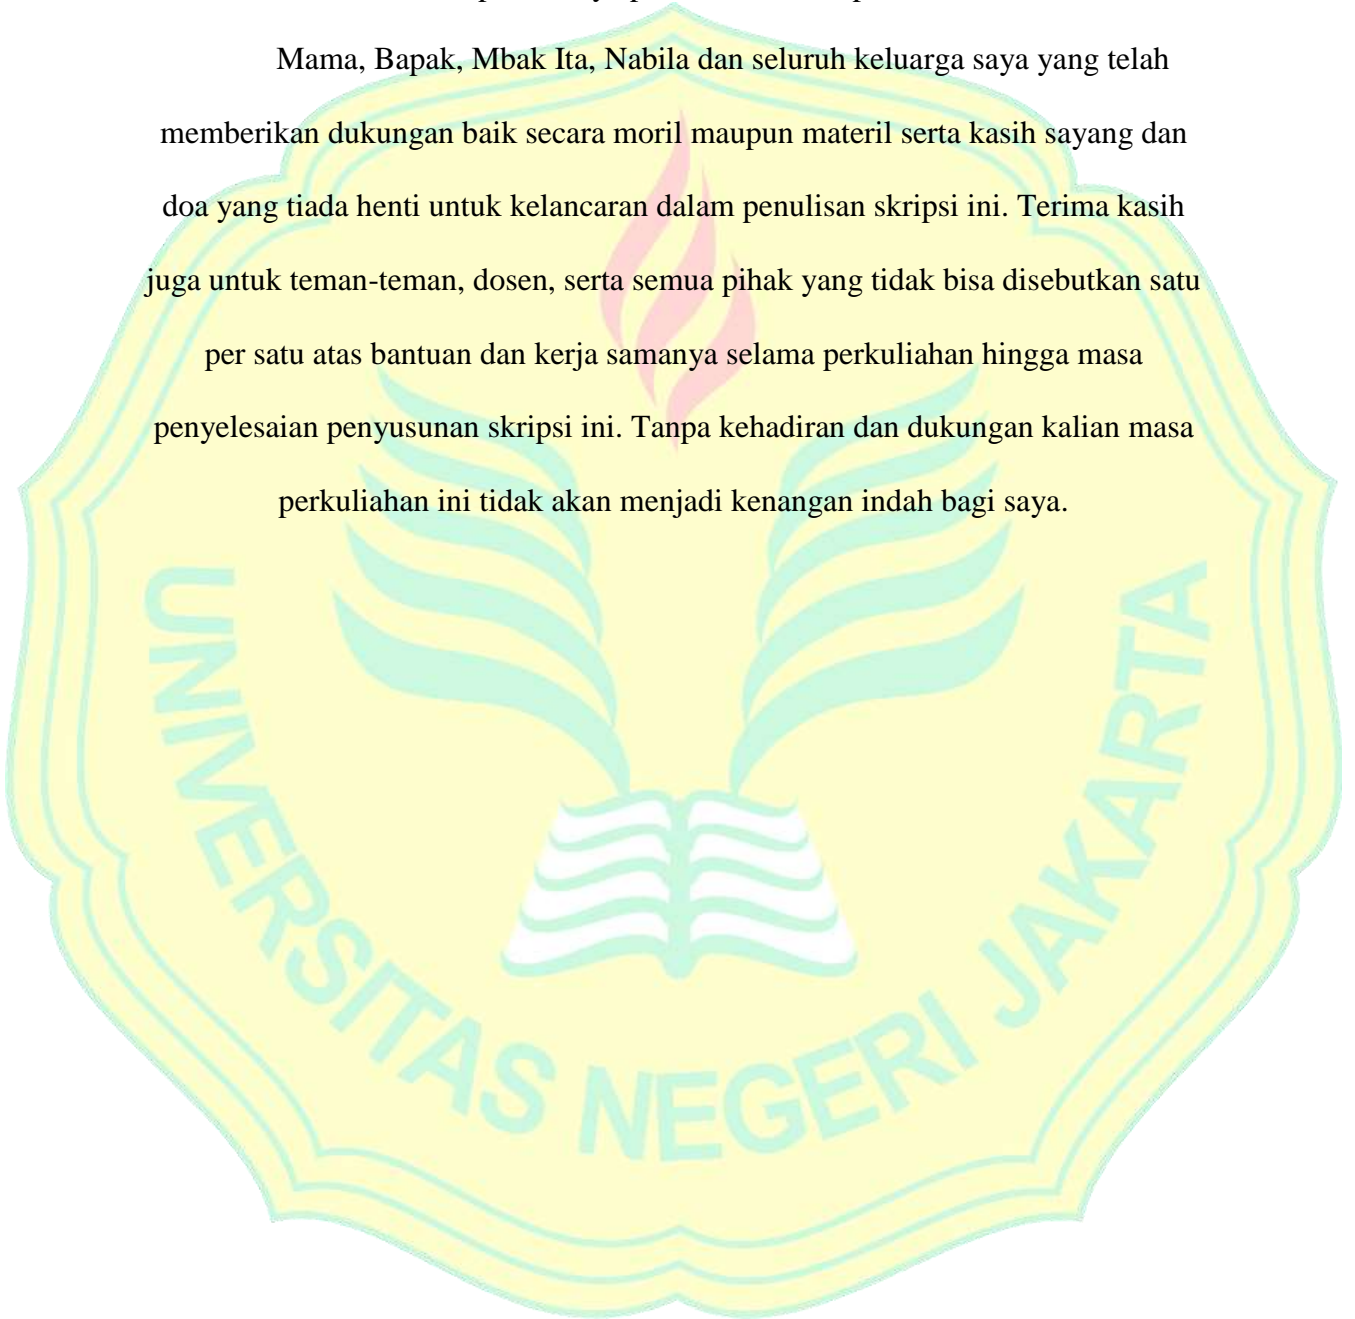 Mama, Bapak, Mbak Ita, Nabila dan seluruh keluarga saya yang telah
memberikan dukungan baik secara moril maupun materil serta kasih sayang dan
doa yang tiada henti untuk kelancaran dalam penulisan skripsi ini. Terima kasih
juga untuk teman-teman, dosen, serta semua pihak yang tidak bisa disebutkan satu
per satu atas bantuan dan kerja samanya selama perkuliahan hingga masa
penyelesaian penyusunan skripsi ini. Tanpa kehadiran dan dukungan kalian masa
perkuliahan ini tidak akan menjadi kenangan indah bagi saya.
UNIVERSITAS NEGERI JAKARTA